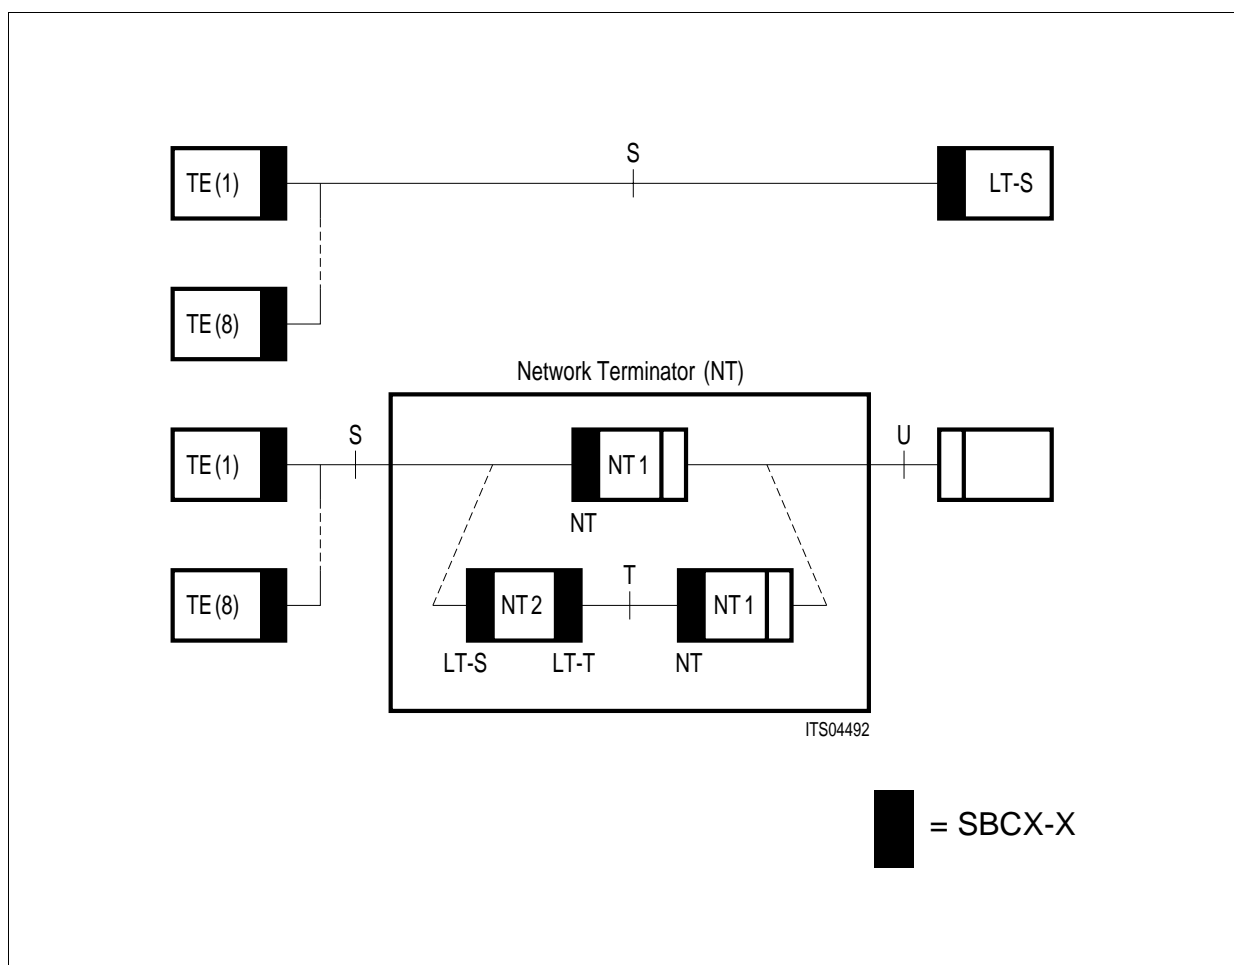 S
TE (1)
LT-S
TE (8)
Network Terminator (NT)
TE (1)
S
NT 1
U
NT
TE (8)
NT 2
T
NT 1
LT-S
LT-T
NT
ITS04492
= SBCX-X